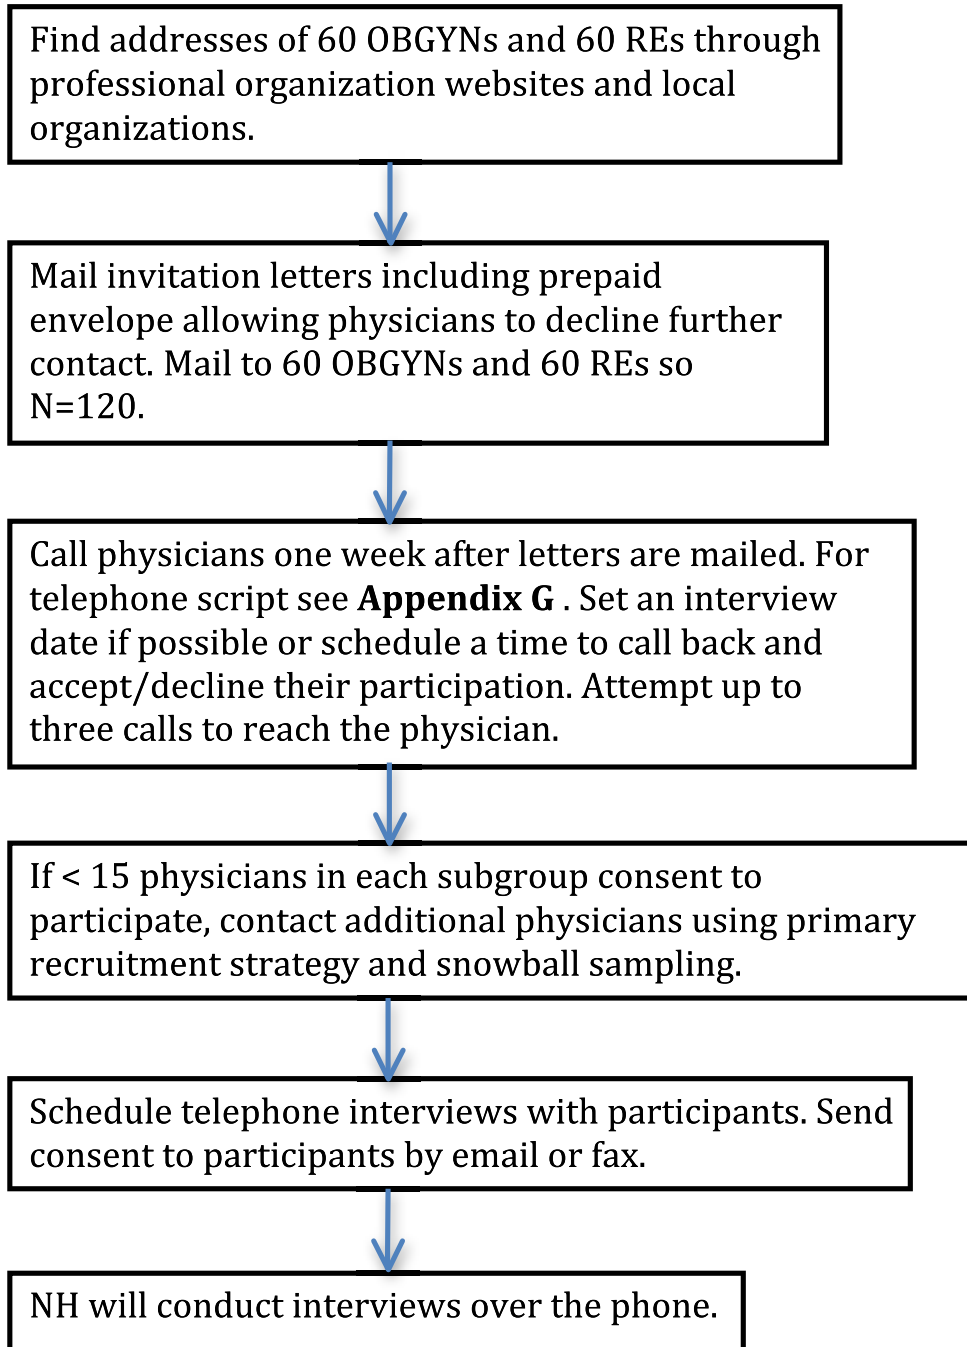 Find addresses of 60 OBGYNs and 60 REs through
professional organization websites and local
organizations.
Mail invitation letters including prepaid
envelope allowing physicians to decline further
contact. Mail to 60 OBGYNs and 60 REs so
N=120.
Call physicians one week after letters are mailed. For
telephone script see Appendix G . Set an interview
date if possible or schedule a time to call back and
accept/decline their participation. Attempt up to
three calls to reach the physician.
If < 15 physicians in each subgroup consent to
participate, contact additional physicians using primary
recruitment strategy and snowball sampling.
Schedule telephone interviews with participants. Send
consent to participants by email or fax.
NH will conduct interviews over the phone.